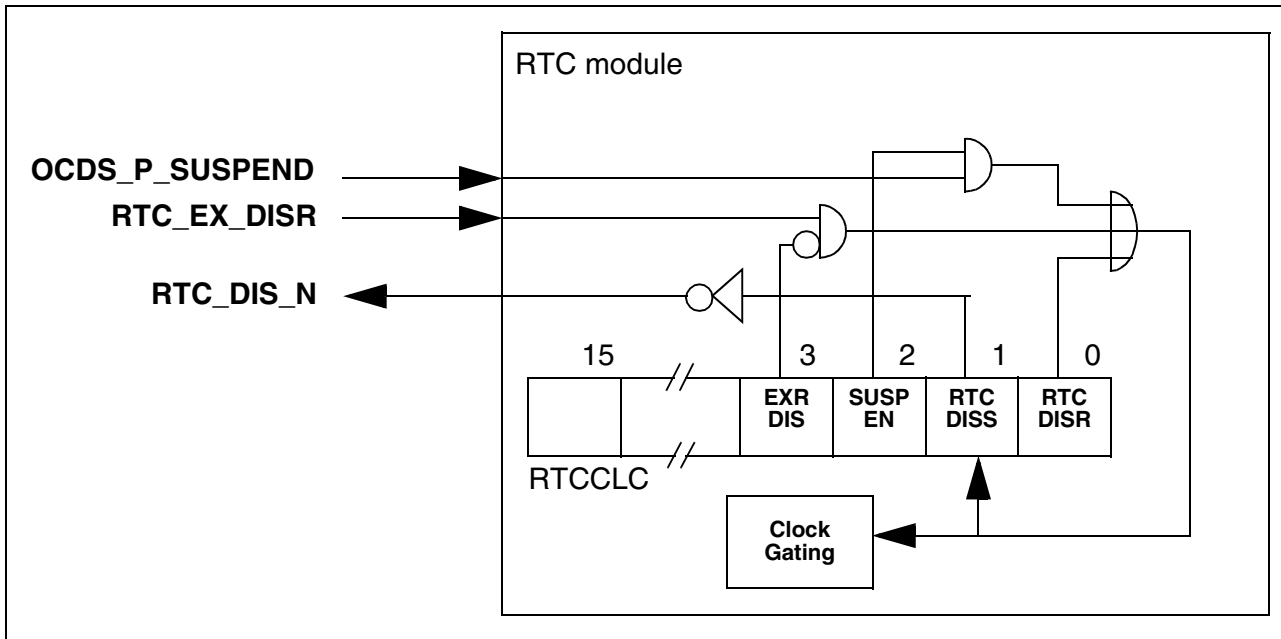 RTC module
OCDS_P_SUSPEND
RTC_EX_DISR
RTC_DIS_N
15 3 2 1 0
EXR SUSP RTC RTC
DIS EN DISS DISR
RTCCLC
Clock
Gating